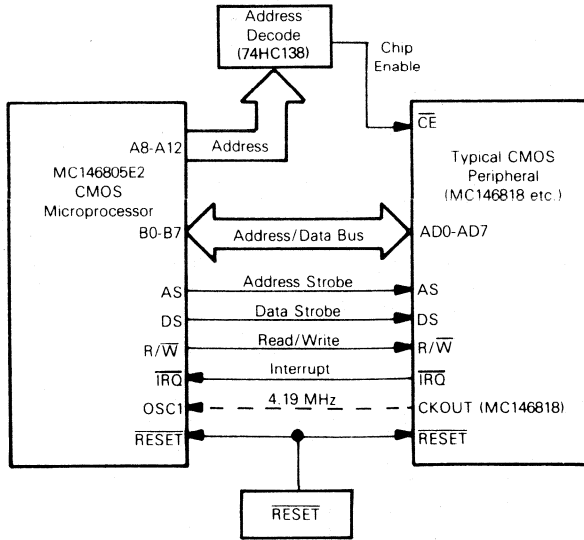 Address
Decode
(74HC138)
Chip
Enable
A8-A12
Address
CE
MC146805E2
CMOS
Microprocessor
Typical CMOS
Peripheral
(MC146818 etc.)
B0-B7
Address/Data Bus
AD0-AD7
AS
Address Strobe
AS
DS
Data Strobe
DS
R/W
Read/Write
R/W
IRQ
Interrupt
IRQ
OSC1
4.19 MHz
CKOUT (MC146818)
RESET
RESET
RESET